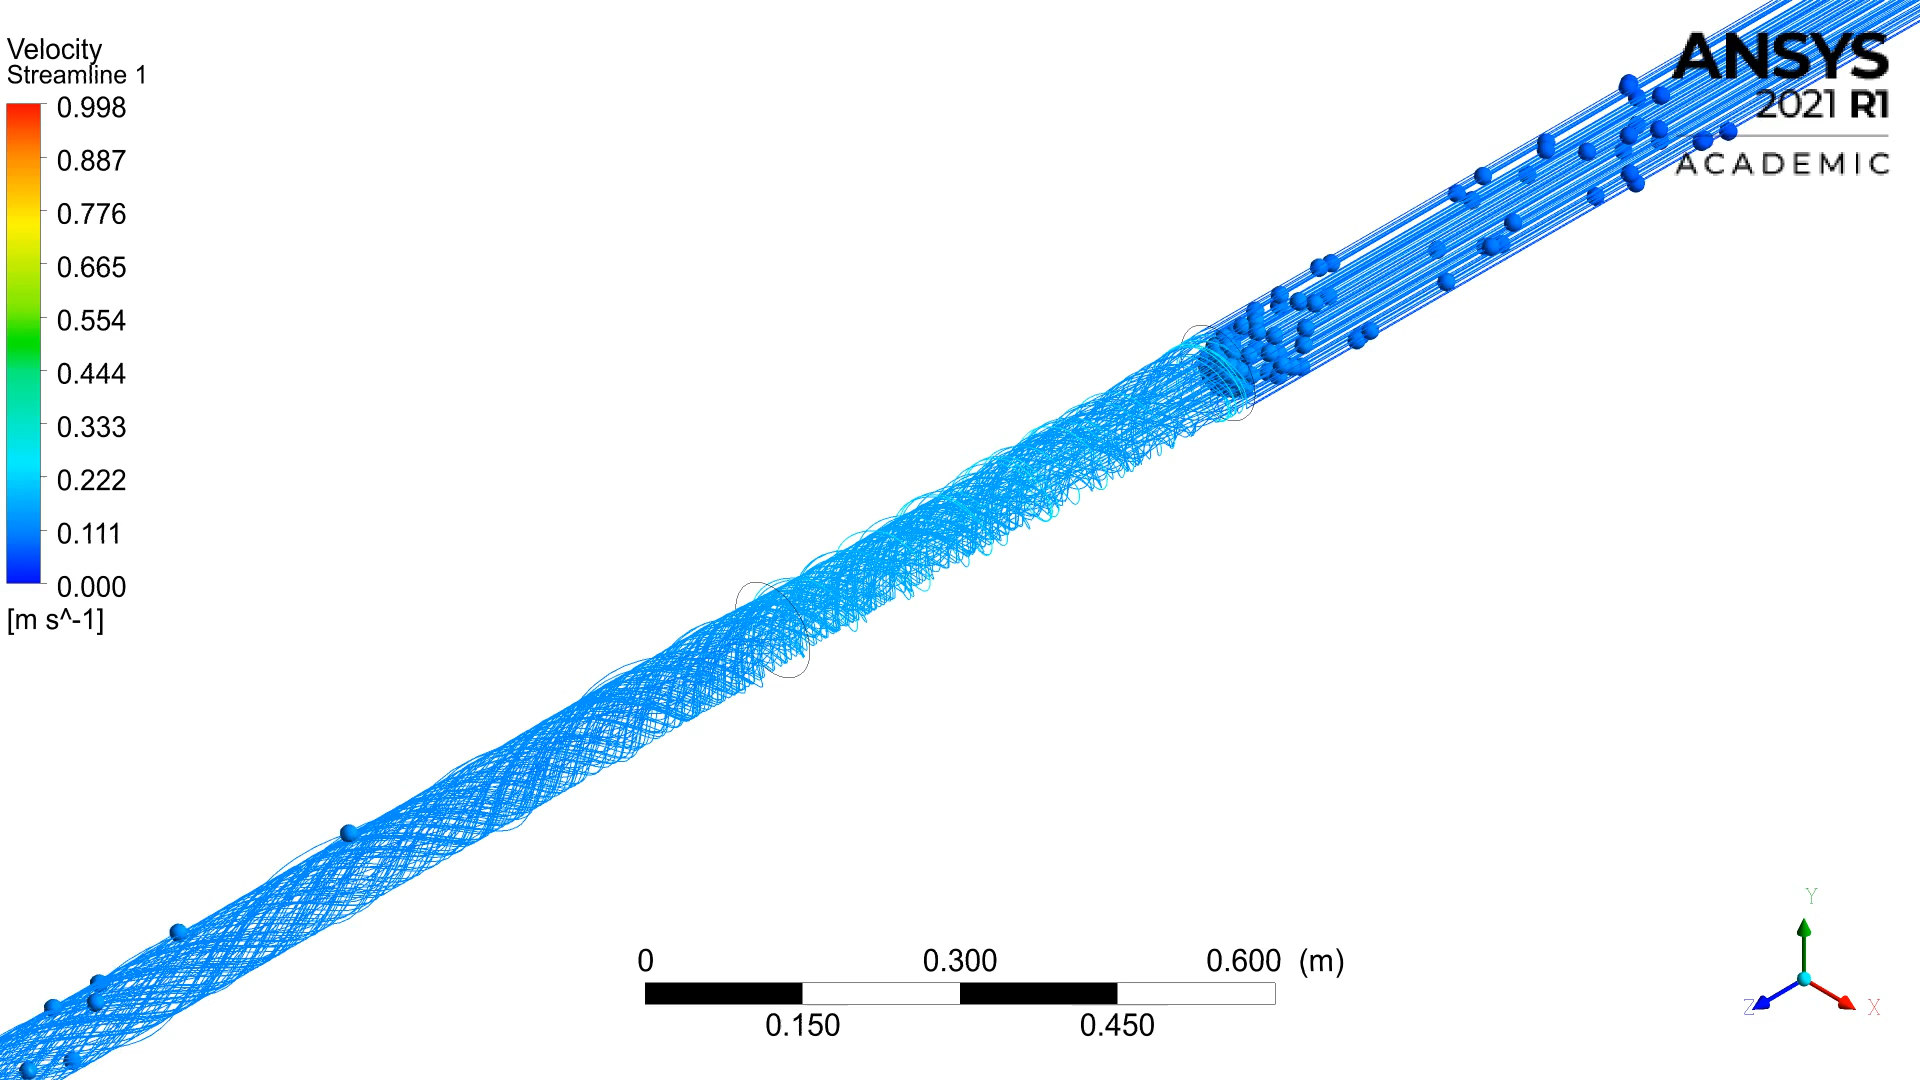 Velocity
Streamline 1
0.998
0.887
0.776
0.665
0.554
0.444
0.333
0.222
0.111
0.000
[m s^-1]
ANSYS
2021 R1
ACADEMIC
0 0.300 0.600 (m)
0.150 0.450
Y
Z X